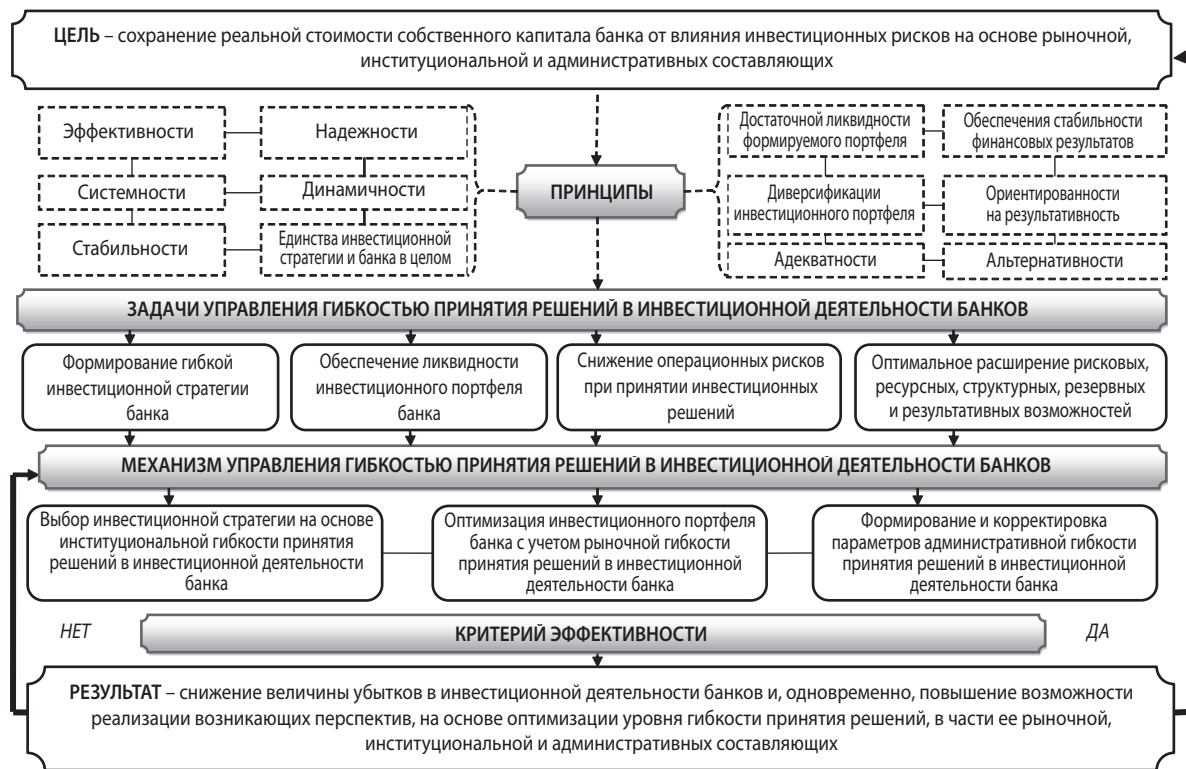 ЦЕЛЬ – сохранение реальной стоимости собственного капитала банка от влияния инвестиционных рисков на основе рыночной,
институциональной и административных составляющих
Эффективности
Надежности
Системности
Динамичности
Стабильности
Единства инвестиционной
стратегии и банка в целом
ПРИНЦИПЫ
Достаточной ликвидности
формируемого портфеля
Обеспечения стабильности
финансовых результатов
Диверсификации
инвестиционного портфеля
Ориентированности
на результативность
Адекватности
Альтернативности
ЗАДАЧИ УПРАВЛЕНИЯ ГИБКОСТЬЮ ПРИНЯТИЯ РЕШЕНИЙ В ИНВЕСТИЦИОННОЙ ДЕЯТЕЛЬНОСТИ БАНКОВ
Формирование гибкой
инвестиционной стратегии
банка
Обеспечение ликвидности
инвестиционного портфеля
банка
Снижение операционных рисков
при принятии инвестиционных
решений
Оптимальное расширение рисковых,
ресурсных, структурных, резервных
и результативных возможностей
МЕХАНИЗМ УПРАВЛЕНИЯ ГИБКОСТЬЮ ПРИНЯТИЯ РЕШЕНИЙ В ИНВЕСТИЦИОННОЙ ДЕЯТЕЛЬНОСТИ БАНКОВ
Выбор инвестиционной стратегии на основе
институциональной гибкости принятия
решений в инвестиционной деятельности
банка
Оптимизация инвестиционного портфеля
банка с учетом рыночной гибкости
принятия решений в инвестиционной
деятельности банка
Формирование и корректировка
параметров административной гибкости
принятия решений в инвестиционной
деятельности банка
НЕТ
КРИТЕРИЙ ЭФФЕКТИВНОСТИ
ДА
РЕЗУЛЬТАТ – снижение величины убытков в инвестиционной деятельности банков и, одновременно, повышение возможности
реализации возникающих перспектив, на основе оптимизации уровня гибкости принятия решений, в части ее рыночной,
институциональной и административных составляющих